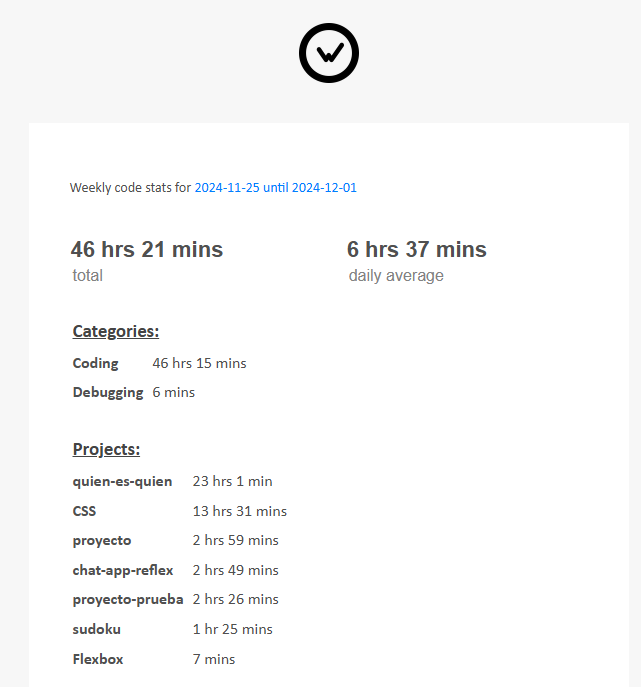 Weekly code stats for 2024-11-25 until 2024-12-01
46 hrs 21 mins 6 hrs 37 mins
total daily average
Categories:
Coding 46 hrs 15 mins
Debugging 6 mins
Projects:
quien-es-quien 23 hrs 1 min
CSS 13 hrs 31 mins
proyecto 2 hrs 59 mins
chat-app-reflex 2 hrs 49 mins
proyecto-prueba 2 hrs 26 mins
sudoku 1 hr 25 mins
Flexbox 7 mins